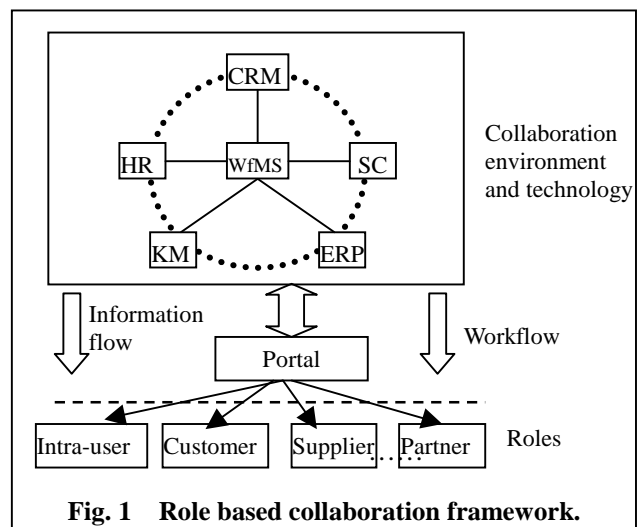 CRM
HR
WfMS
SC
KM
ERP
Collaboration
environment
and technology
Information
flow
Workflow
Portal
Intra-user
Customer
Supplier
......
Partner
Roles
Fig. 1 Role based collaboration framework.